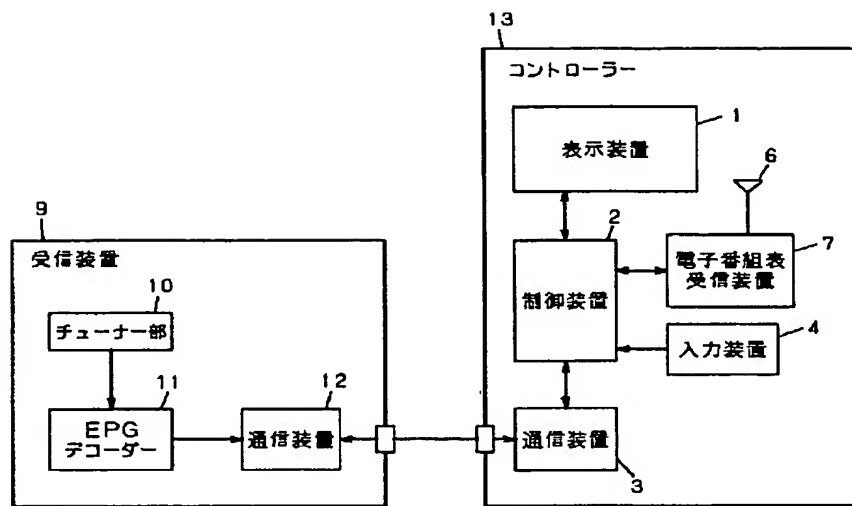 13
コントローラー
1
表示装置
6
9
2
7
受信装置
電子番組表
受信装置
10
制御装置
チューナー部
4
入力装置
11
12
EPG
デコーダー
通信装置
通信装置
3